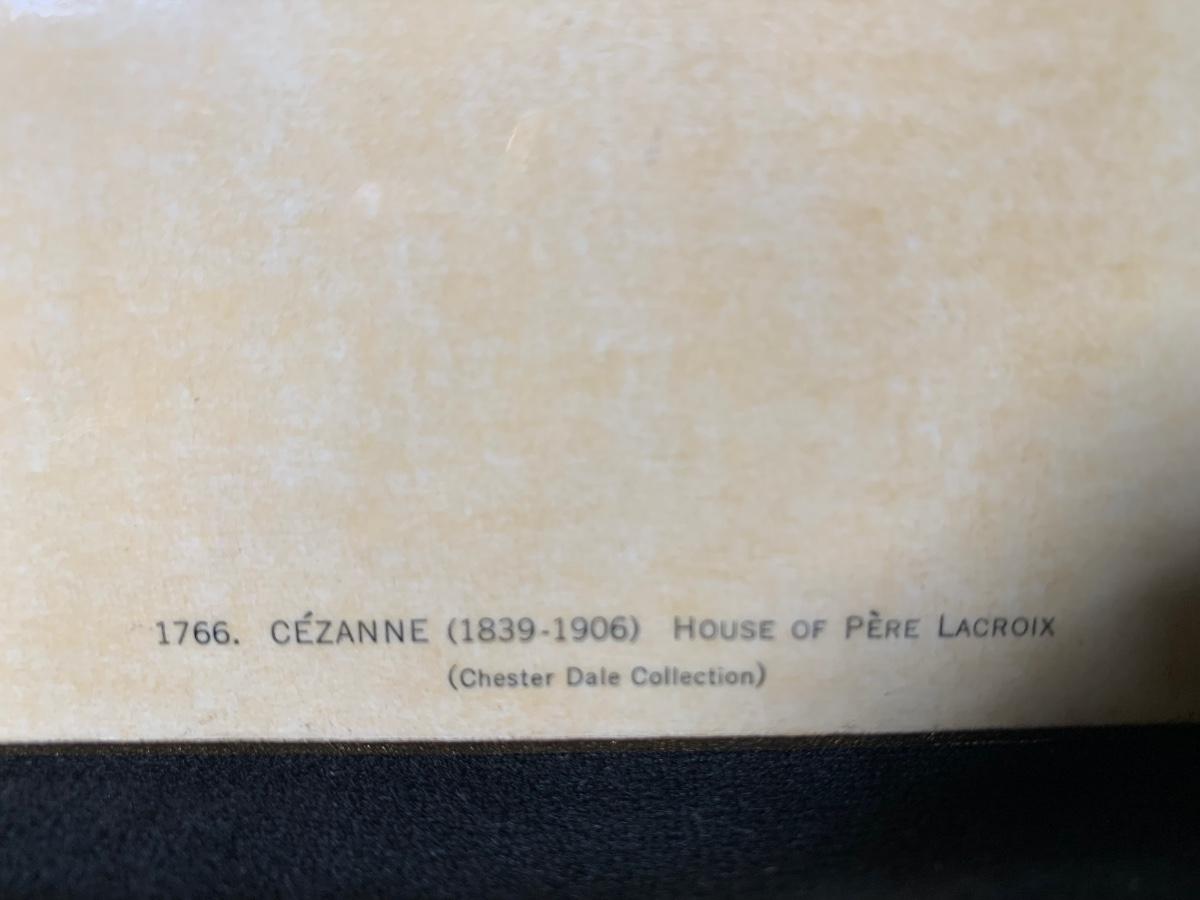 1766. CÉZANNE (1839-1906) HOUSE OF PÈRE LACROIX
(Chester Dale Collection)